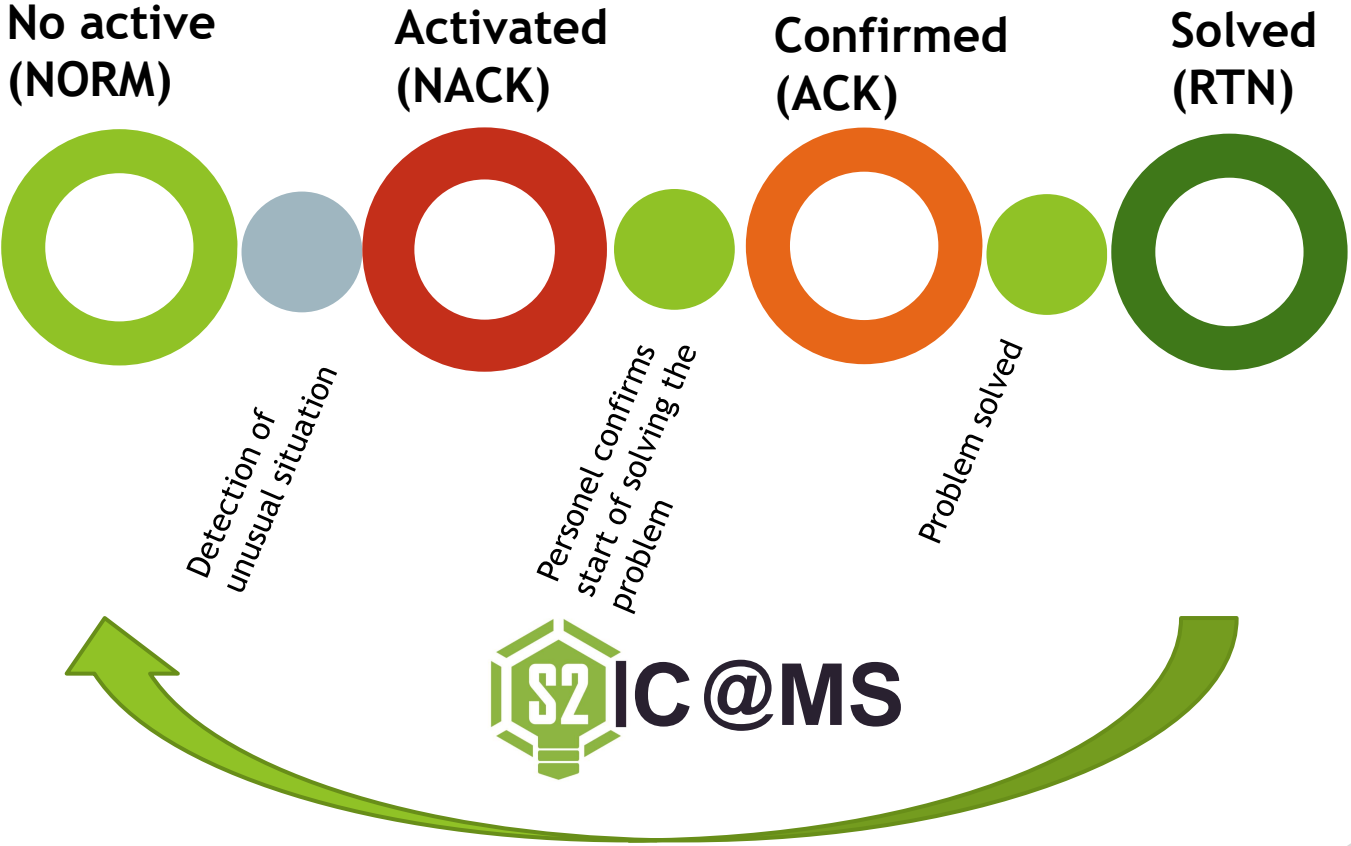 No active
(NORM)
Activated
(NACK)
Confirmed
(ACK)
Solved
(RTN)
Detection of
unusual situation
Personel confirms
start of solving the
problem
Problem solved
S2
IC@MS